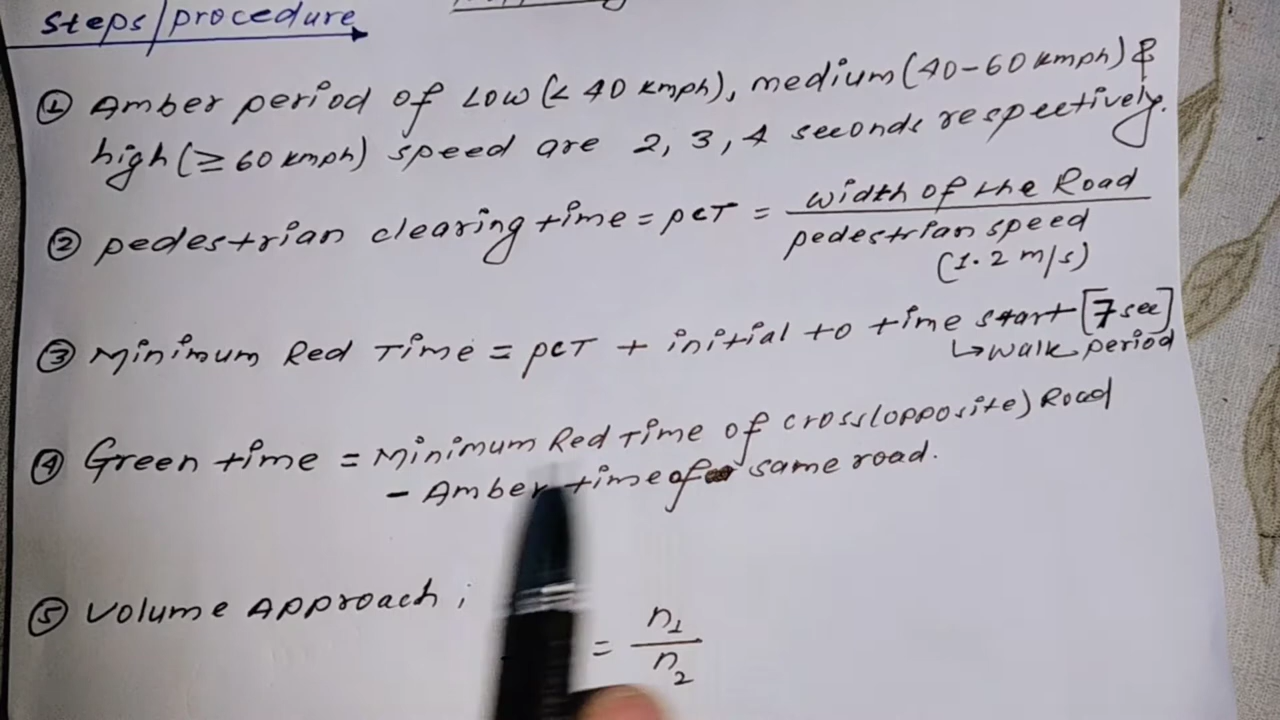 steps/procedure
① Amber period of Low (< 40 kmph), medium (40-60 kmph) &
high (≥ 60 kmph) speed are 2, 3, 4 seconds respectively.
② pedestrian clearing time = PCT = width of the Road
pedestrian speed
(1.2 m/s)
③ Minimum Red Time = PCT + initial to time start [7 sec]
↳ walk period
④ Green time = Minimum Red Time of cross(opposite) Road
- Amber time of same road.
⑤ Volume Approach ;
= n₁
n₂